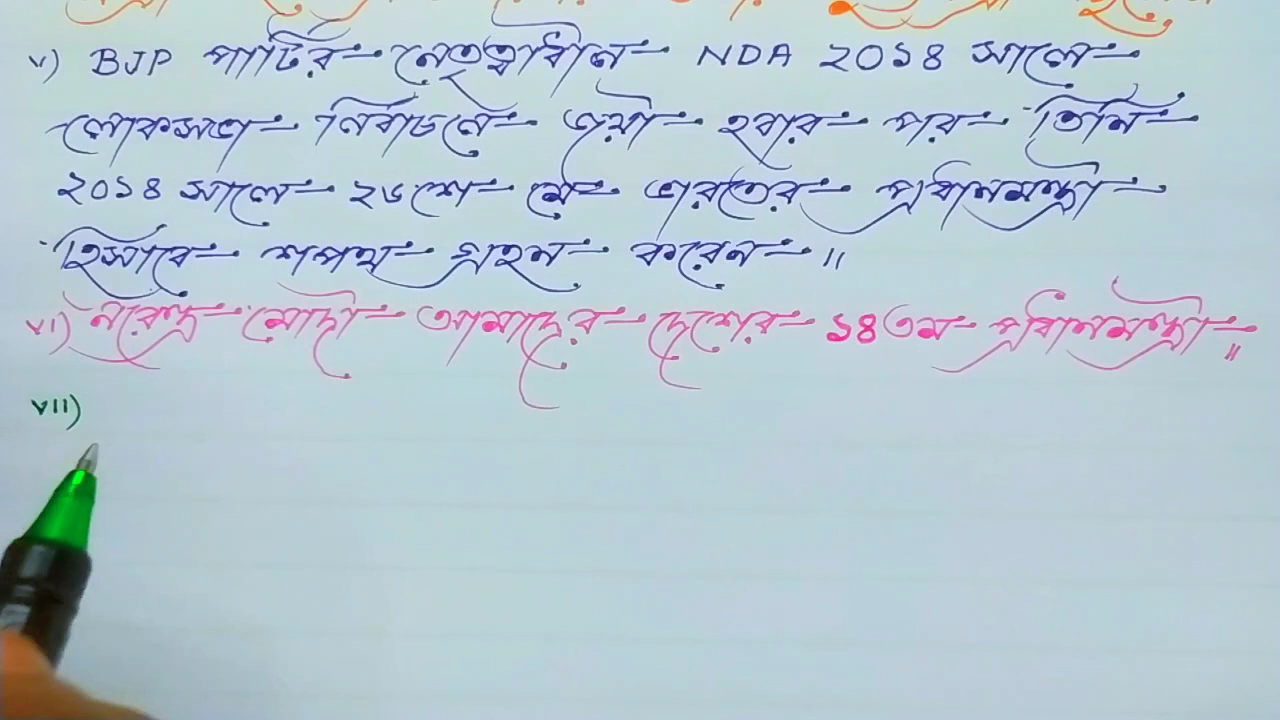 v) BJP পার্টির নেতৃত্বাধীন NDA ২০১৪ সালে
লোকসভা নির্বাচনে জয়ী হবার পর তিনি
২০১৪ সালে ২৬শে মে ভারতের প্রধানমন্ত্রী
হিসাবে শপথ গ্রহন করেন॥
vi) নরেন্দ্র মোদী আমাদের দেশের ১৪তম প্রধানমন্ত্রী॥
vii)